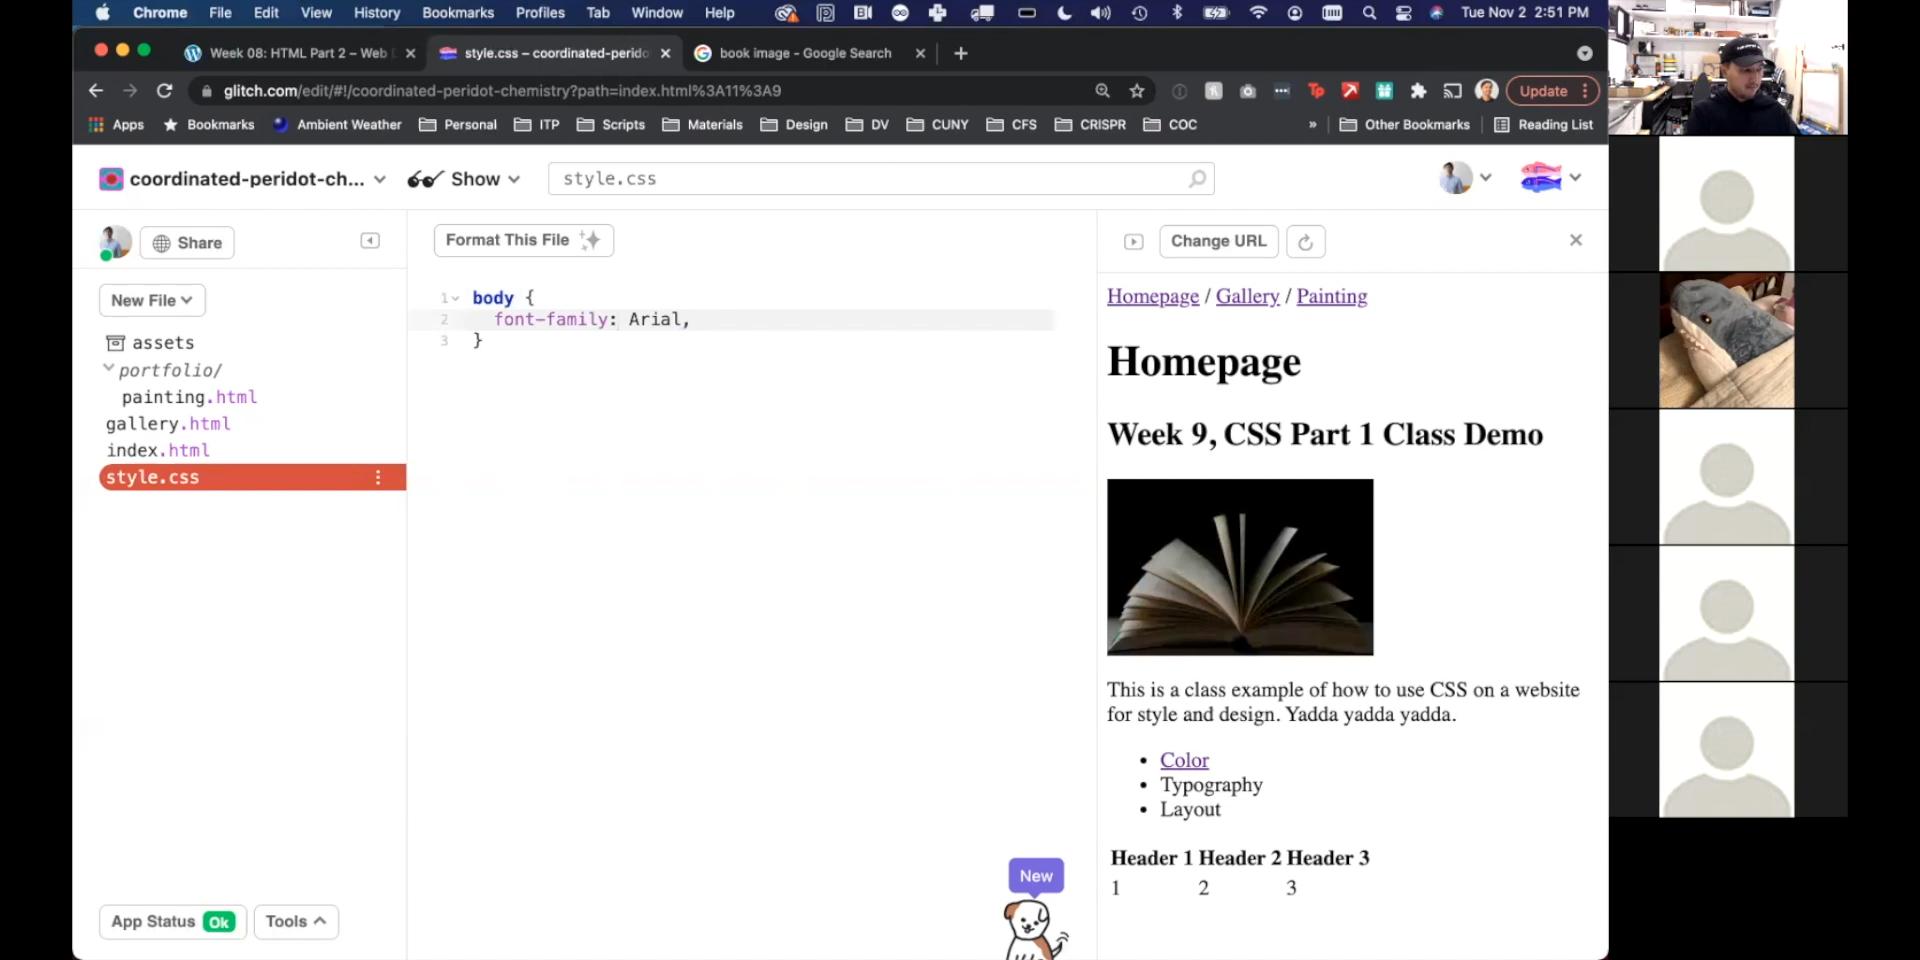 Chrome File Edit View History Bookmarks Profiles Tab Window Help Tue Nov 2 2:51 PM
Week 08: HTML Part 2 – Web style.css – coordinated-perido book image - Google Search
glitch.com/edit/#!/coordinated-peridot-chemistry?path=index.html%3A11%3A9 Update
Apps Bookmarks Ambient Weather Personal ITP Scripts Materials Design DV CUNY CFS CRISPR COC » Other Bookmarks Reading List
coordinated-peridot-ch... Show style.css
Share Format This File Change URL
New File
assets
portfolio/
painting.html
gallery.html
index.html
style.css
1 body {
2 font-family: Arial,
3 }
Homepage / Gallery / Painting
Homepage
Week 9, CSS Part 1 Class Demo
This is a class example of how to use CSS on a website
for style and design. Yadda yadda yadda.
• Color
• Typography
• Layout
Header 1 Header 2 Header 3
1 2 3
New
App Status Ok Tools